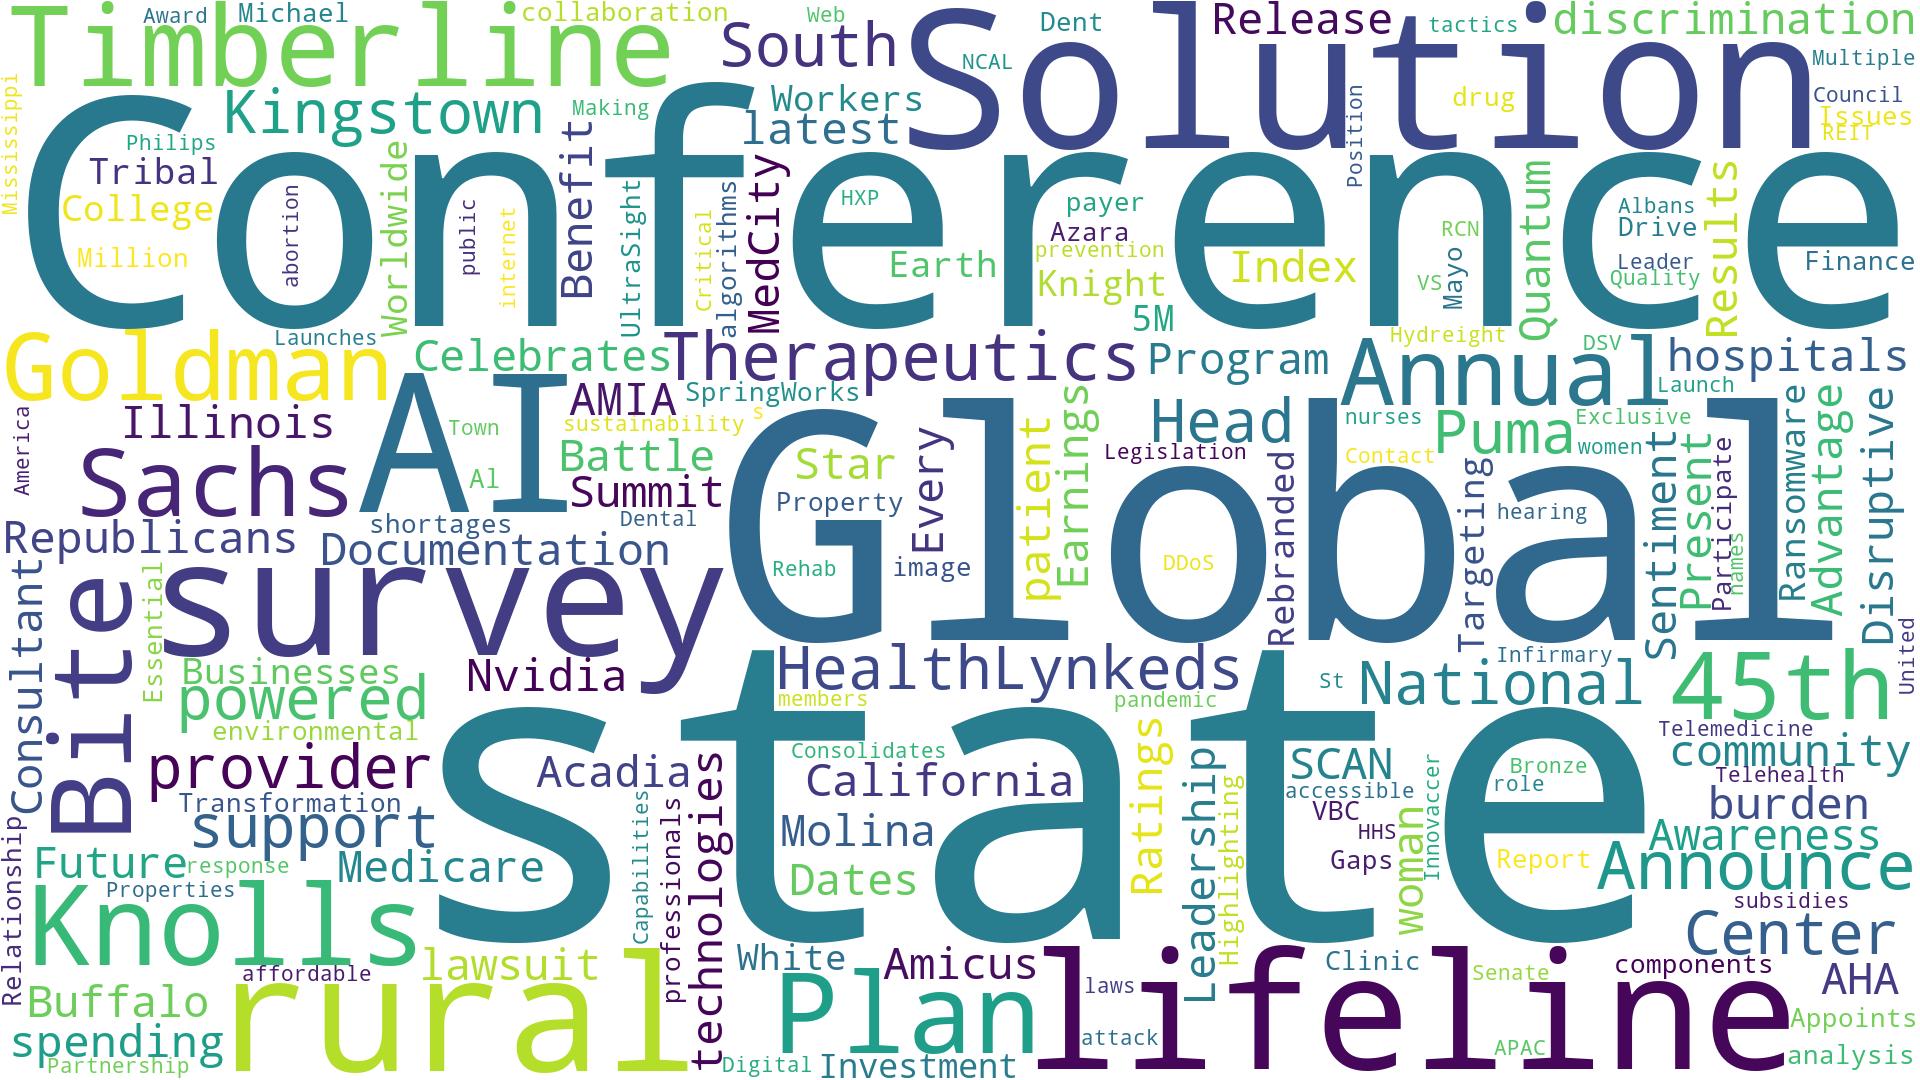 Timberline
Award
Michael
collaboration
South
Web
Solution
Dent
Release
tactics
discrimination
Mississippi
Kingstown
Making
Workers
latest
NCAL
drug
Multiple
Council
Issues
REIT
Conference
Philips
Tribal
College
Million
abortion
Worldwide
public
internet
Benefit
UltraSight
Critical
algorithms
MedCity
HXP
Earth
payer
Azara
prevention
Knight
5M
Index
Position
RCN
VS
Mayo
Quantum
Albans
Drive
Leader
Quality
Results
Finance
Launches
Goldman
Celebrates
Therapeutics
Program
Hydreight
Annual
DSV
hospitals
Launch
America
Illinois
Sachs
AI
Town
Al
AMIA
SpringWorks
sustainability
s
Battle
Summit
Star
Property
Every
patient
Earnings
Head
Legislation
nurses
Contact
Puma
Exclusive
women
Sentiment
Present
Participate
names
Ransomware
Advantage
Disruptive
Republicans
shortages
Documentation
Dental
Rehab
image
Global
DDoS
Rebranded
Targeting
hearing
Consultant
Bite
Essential
survey
Businesses
powered
environmental
Nvidia
HealthLynkeds
members
pandemic
St
Infirmary
National
45th
United
Telemedicine
community
Telehealth
burden
provider
Transformation
support
state
Acadia
Consolidates
California
Molina
Dates
Ratings
Leadership
Highlighting
SCAN
accessible
VBC
HHS
Gaps
woman
Innovaccer
Bronze
role
Report
Awareness
Announce
subsidies
Center
Relationship
Future
response
Properties
Medicare
Capabilities
professionals
technologies
Knolls
affordable
lawsuit
White
Amicus
Clinic
Senate
components
AHA
Buffalo
rural
Plan
laws
lifeline
Appoints
spending
Partnership
Digital
Investment
attack
APAC
analysis